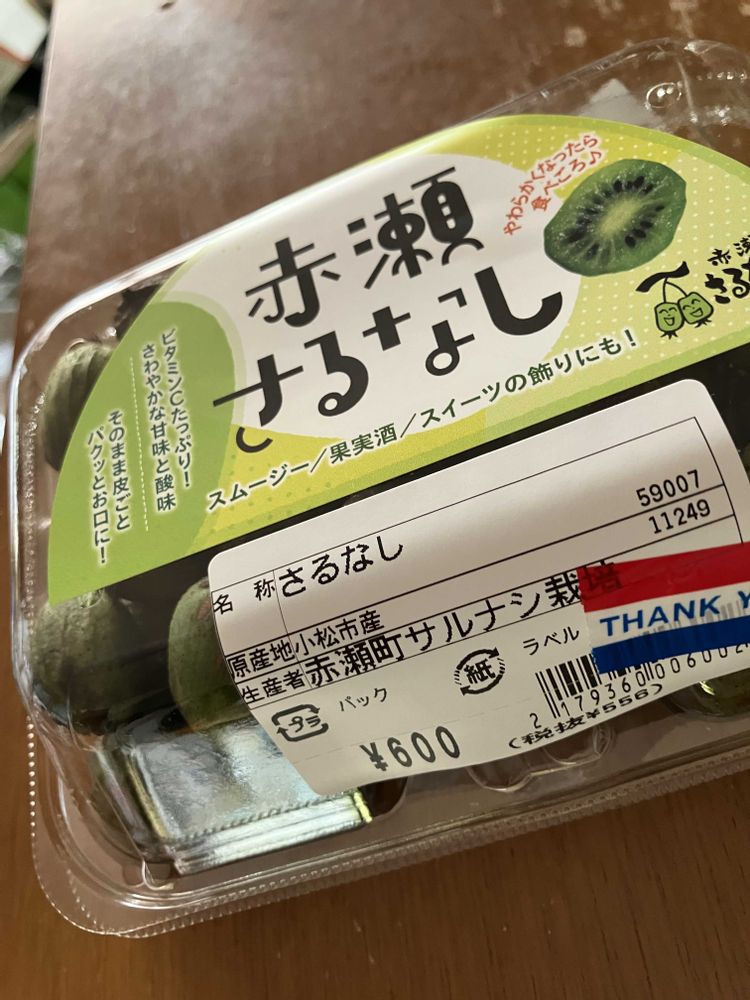 赤瀬
さるなし
やわらかくなったら
食べごろ♪
赤瀬
さる
ビタミンCたっぷり!
さわやかな甘味と酸味
そのまま皮ごと
パクッとお口に!
スムージー/果実酒/スイーツの飾りにも!
59007
11249
名 称 さるなし
原産地 小松市産
生産者 赤瀬町サルナシ栽培
プラ パック
紙 ラベル
THANK Y
2 179360 006002
¥600
(税抜¥556)